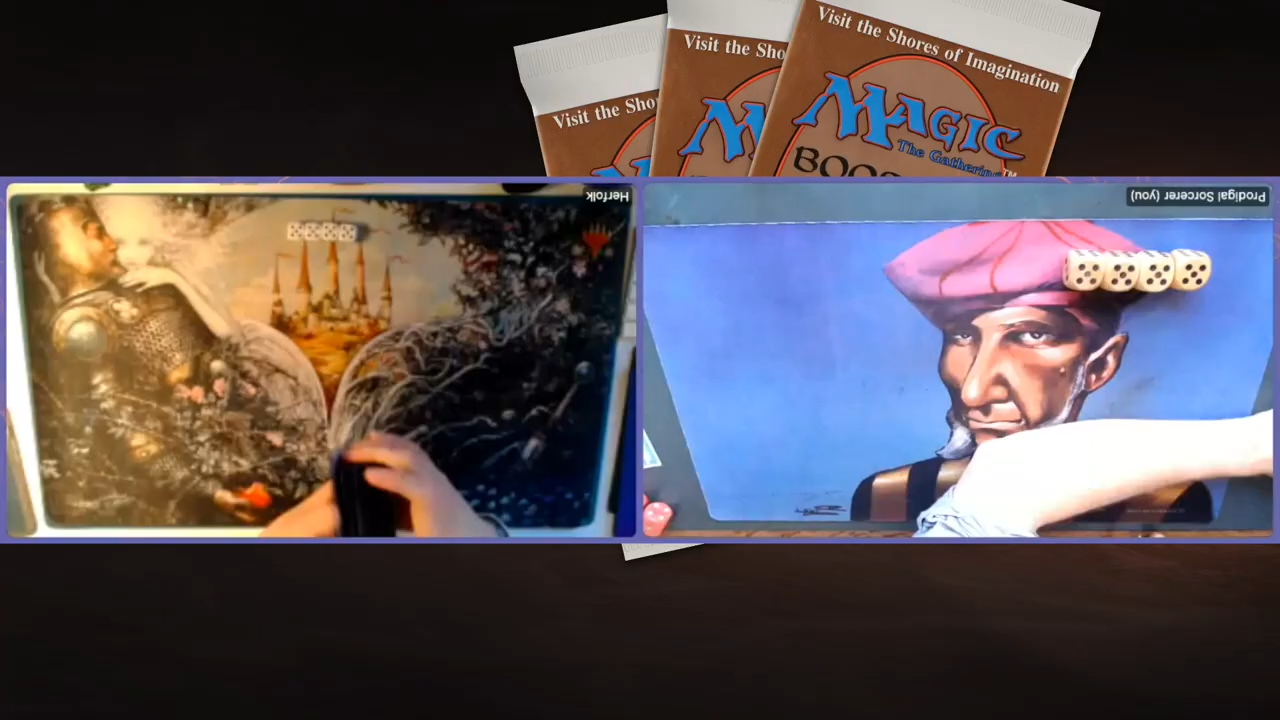 Visit the Shores of Imagination
Visit the Sho
Visit the Sho
MAGIC
The Gathering
BOOS
M
Herfolk
Prodigal Sorcerer (you)